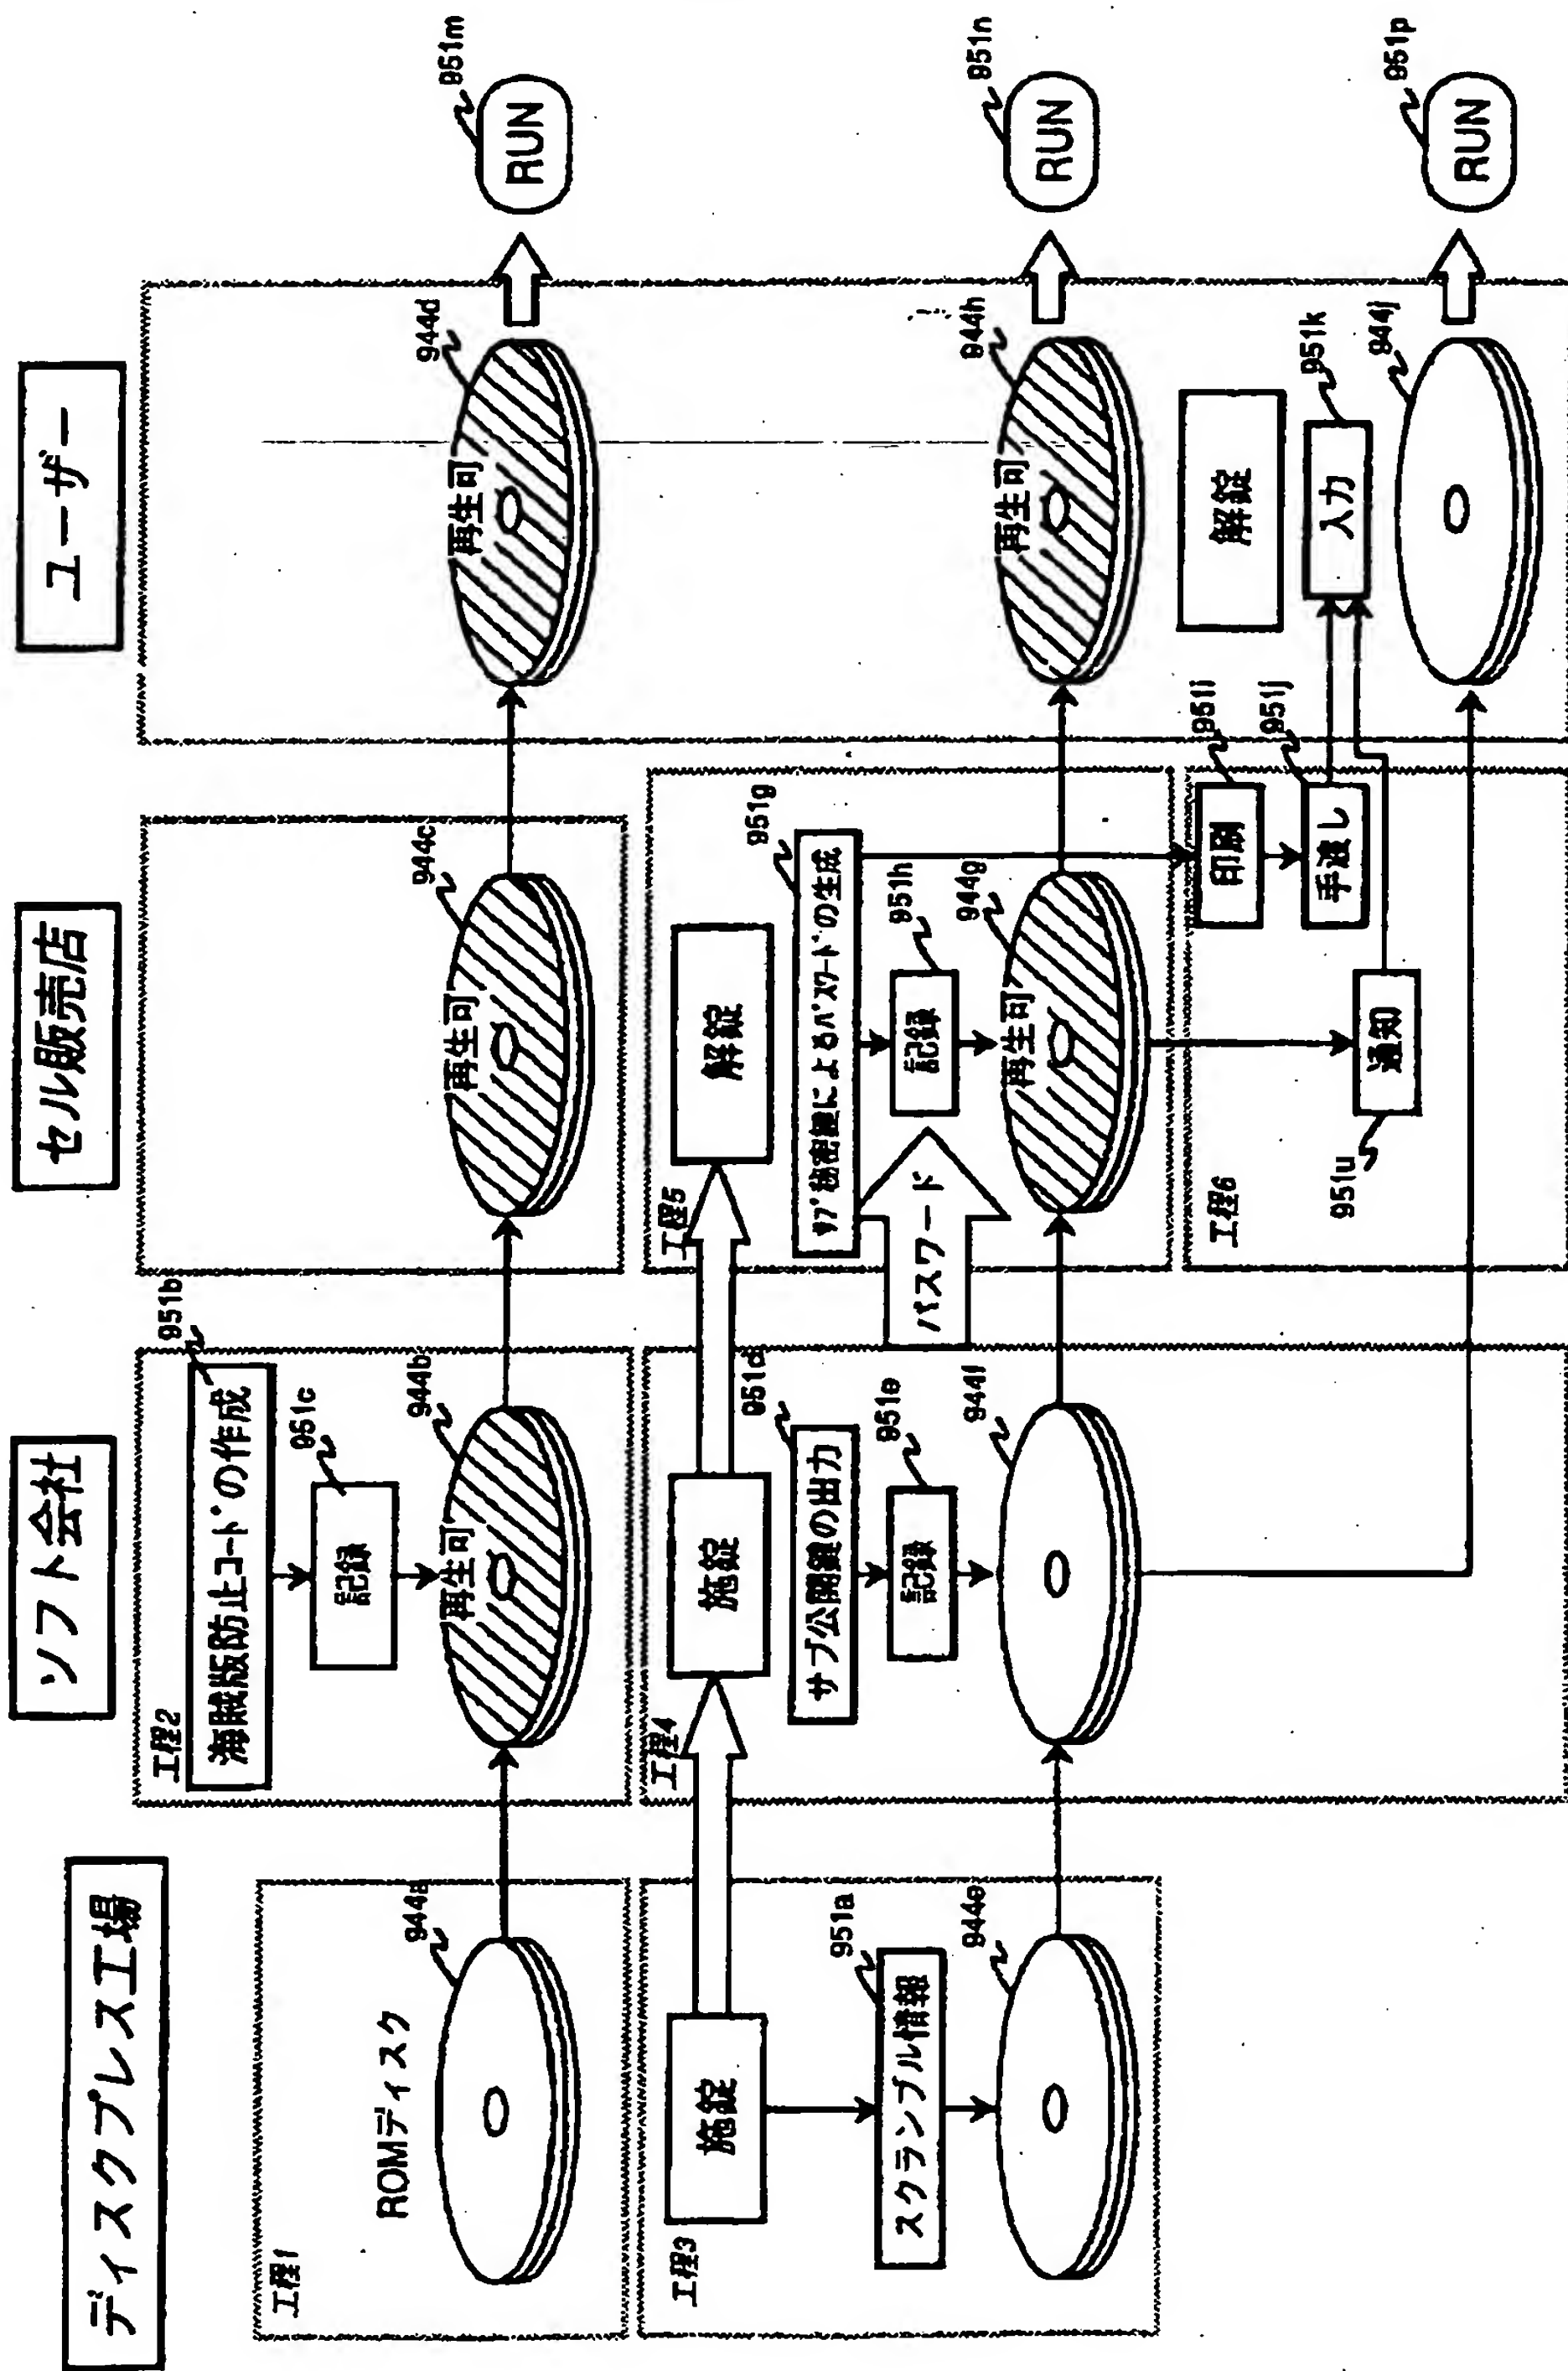 ディスクプレス工場
ソフト会社
セル販売店
ユーザー
工程1
ROMディスク
944a
工程2
海賊版防止コードの作成
951b
記録
951c
再生可
944b
再生可
944c
再生可
944d
RUN
951m
工程3
施錠
スクランブル情報
951a
944e
工程4
施錠
サブ公開鍵の出力
951d
記録
951e
944f
パスワード
工程5
解錠
サブ秘密鍵によるパスワードの生成
951g
記録
951h
再生可
944g
再生可
944h
RUN
951n
工程6
印刷
951i
手渡し
951j
通知
951u
解錠
入力
951k
944j
RUN
951p